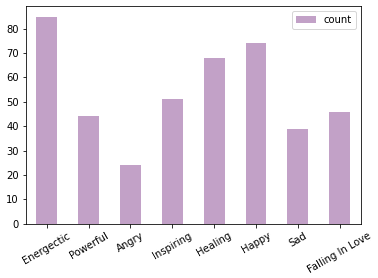 count
80
70
60
50
40
30
20
10
0
Energectic
Powerful
Angry
Inspiring
Healing
Happy
Sad
Falling In Love